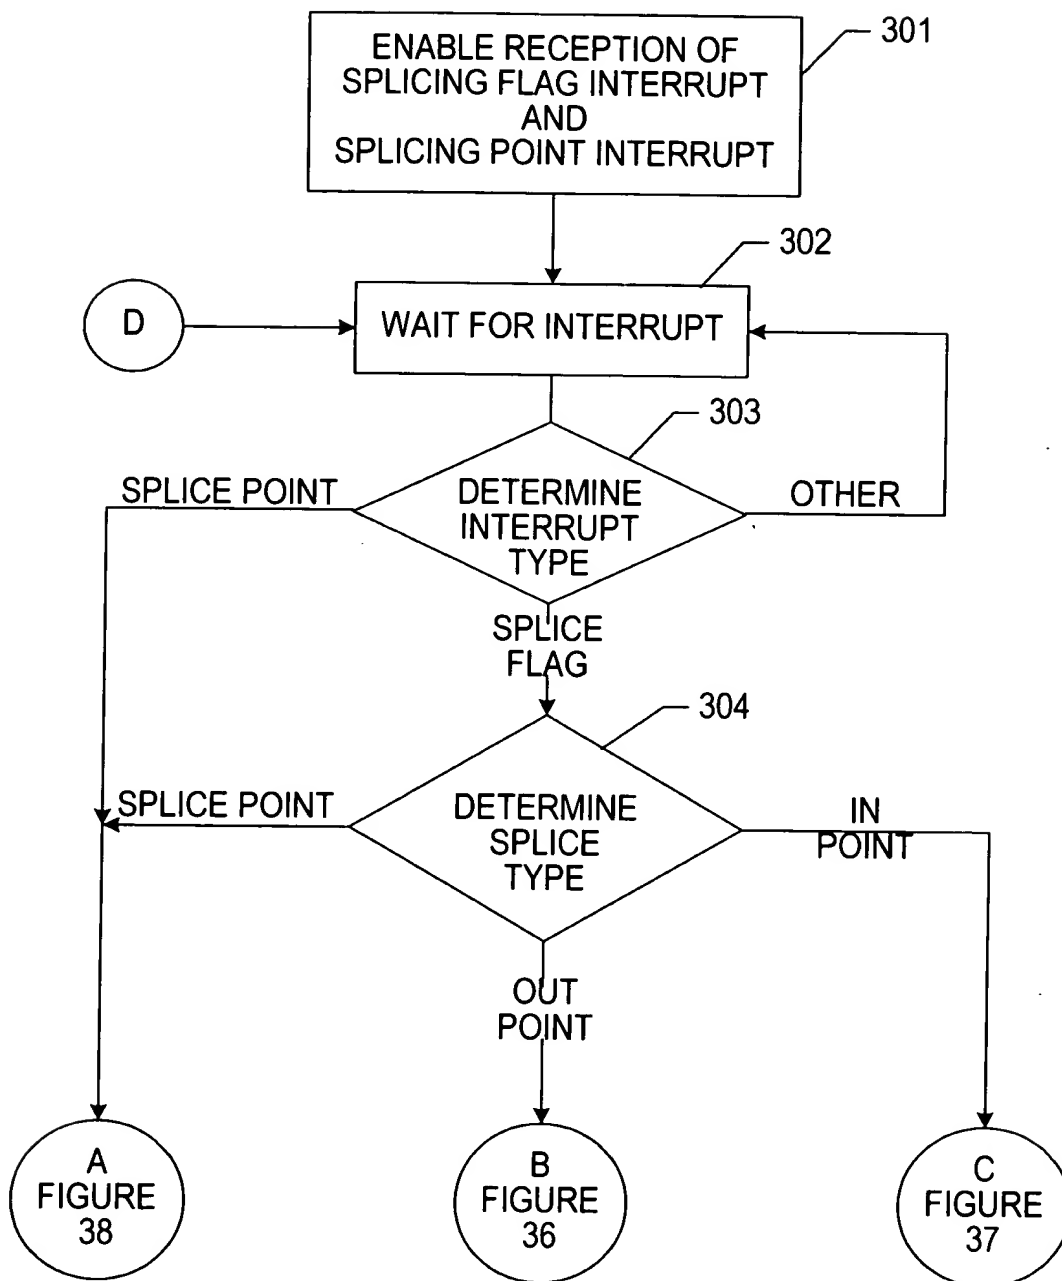 ENABLE RECEPTION OF
SPLICING FLAG INTERRUPT
AND
SPLICING POINT INTERRUPT
301
302
D
WAIT FOR INTERRUPT
303
SPLICE POINT
DETERMINE
INTERRUPT
TYPE
OTHER
SPLICE
FLAG
304
SPLICE POINT
DETERMINE
SPLICE
TYPE
IN
POINT
OUT
POINT
A
FIGURE
38
B
FIGURE
36
C
FIGURE
37